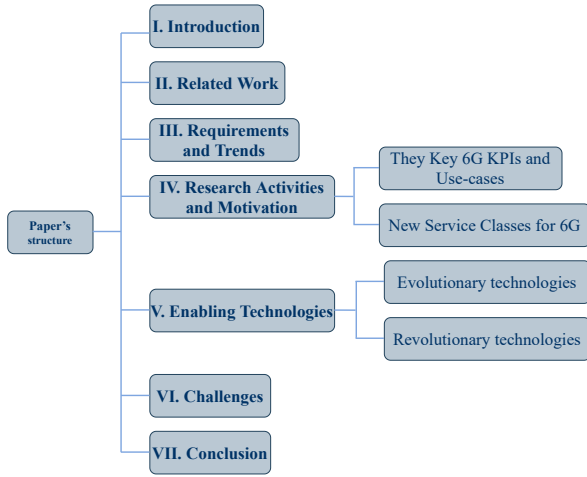 Paper's
structure
I. Introduction
II. Related Work
III. Requirements
and Trends
IV. Research Activities
and Motivation
They Key 6G KPIs and
Use-cases
New Service Classes for 6G
V. Enabling Technologies
Evolutionary technologies
Revolutionary technologies
VI. Challenges
VII. Conclusion